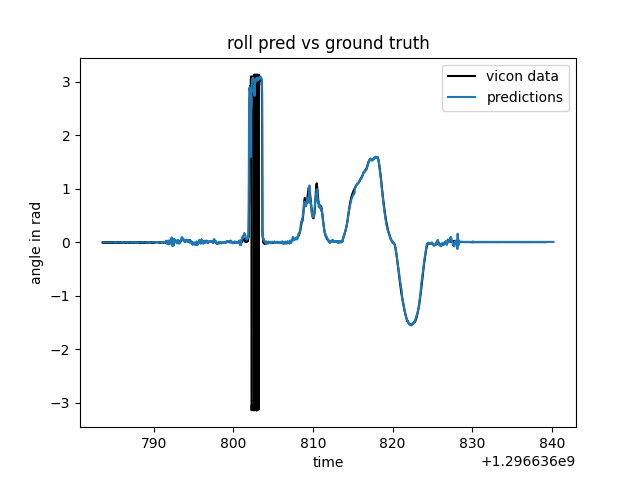 roll pred vs ground truth
vicon data
predictions
angle in rad
3
2
1
0
−1
−2
−3
790
800
810
820
830
840
time
+1.296636e9